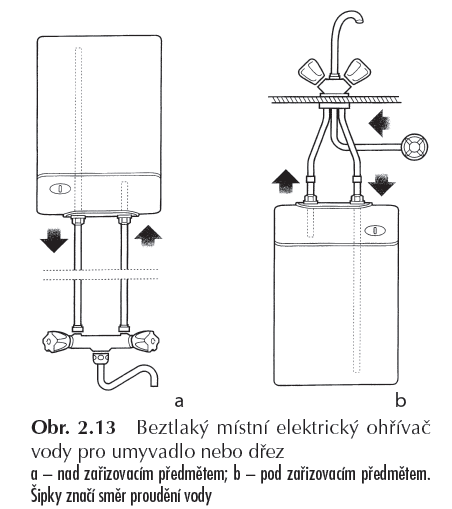 a
b
Obr. 2.13 Beztlaký místní elektrický ohřívač
vody pro umyvadlo nebo dřez
a – nad zařizovacím předmětem; b – pod zařizovacím předmětem.
Šipky značí směr proudění vody